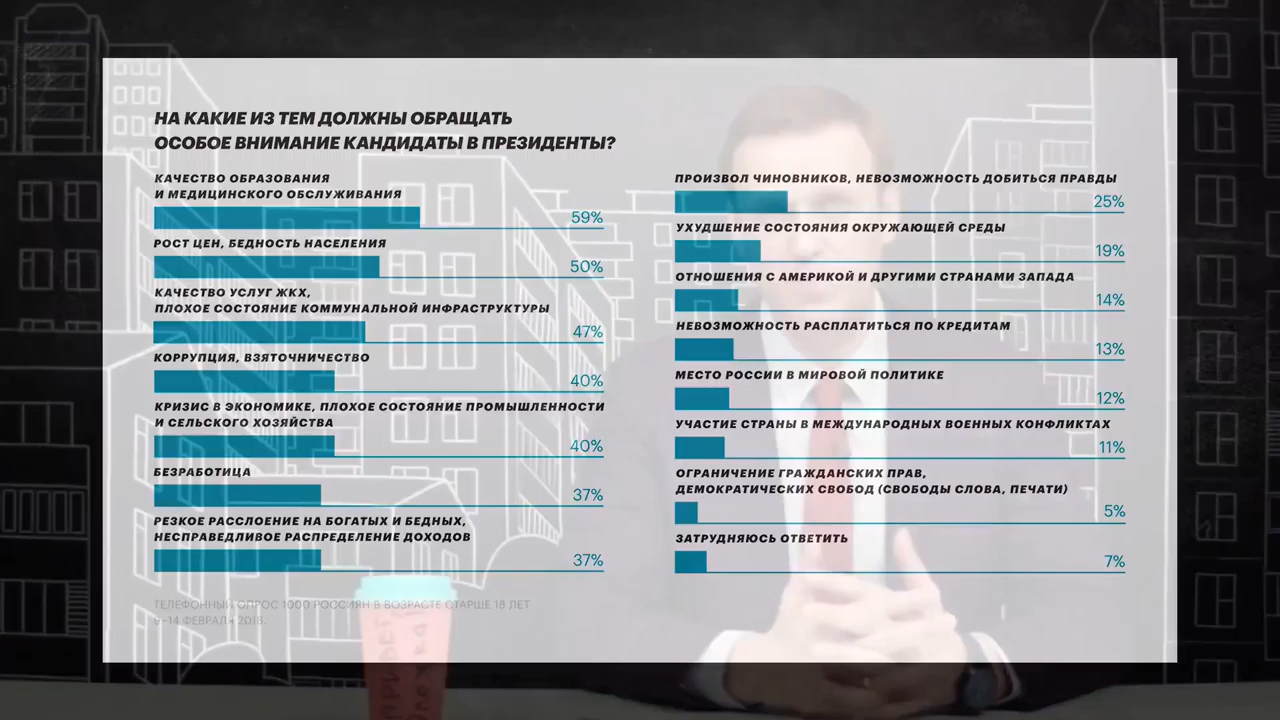 НА КАКИЕ ИЗ ТЕМ ДОЛЖНЫ ОБРАЩАТЬ
ОСОБОЕ ВНИМАНИЕ КАНДИДАТЫ В ПРЕЗИДЕНТЫ?
КАЧЕСТВО ОБРАЗОВАНИЯ
И МЕДИЦИНСКОГО ОБСЛУЖИВАНИЯ
59%
РОСТ ЦЕН, БЕДНОСТЬ НАСЕЛЕНИЯ
50%
КАЧЕСТВО УСЛУГ ЖКХ,
ПЛОХОЕ СОСТОЯНИЕ КОММУНАЛЬНОЙ ИНФРАСТРУКТУРЫ
47%
КОРРУПЦИЯ, ВЗЯТОЧНИЧЕСТВО
40%
КРИЗИС В ЭКОНОМИКЕ, ПЛОХОЕ СОСТОЯНИЕ ПРОМЫШЛЕННОСТИ
И СЕЛЬСКОГО ХОЗЯЙСТВА
40%
БЕЗРАБОТИЦА
37%
РЕЗКОЕ РАССЛОЕНИЕ НА БОГАТЫХ И БЕДНЫХ,
НЕСПРАВЕДЛИВОЕ РАСПРЕДЕЛЕНИЕ ДОХОДОВ
37%
ТЕЛЕФОННЫЙ ОПРОС 1000 РОССИЯН В ВОЗРАСТЕ СТАРШЕ 18 ЛЕТ
9–14 ФЕВРАЛЯ 2018.
ПРОИЗВОЛ ЧИНОВНИКОВ, НЕВОЗМОЖНОСТЬ ДОБИТЬСЯ ПРАВДЫ
25%
УХУДШЕНИЕ СОСТОЯНИЯ ОКРУЖАЮЩЕЙ СРЕДЫ
19%
ОТНОШЕНИЯ С АМЕРИКОЙ И ДРУГИМИ СТРАНАМИ ЗАПАДА
14%
НЕВОЗМОЖНОСТЬ РАСПЛАТИТЬСЯ ПО КРЕДИТАМ
13%
МЕСТО РОССИИ В МИРОВОЙ ПОЛИТИКЕ
12%
УЧАСТИЕ СТРАНЫ В МЕЖДУНАРОДНЫХ ВОЕННЫХ КОНФЛИКТАХ
11%
ОГРАНИЧЕНИЕ ГРАЖДАНСКИХ ПРАВ,
ДЕМОКРАТИЧЕСКИХ СВОБОД (СВОБОДЫ СЛОВА, ПЕЧАТИ)
5%
ЗАТРУДНЯЮСЬ ОТВЕТИТЬ
7%